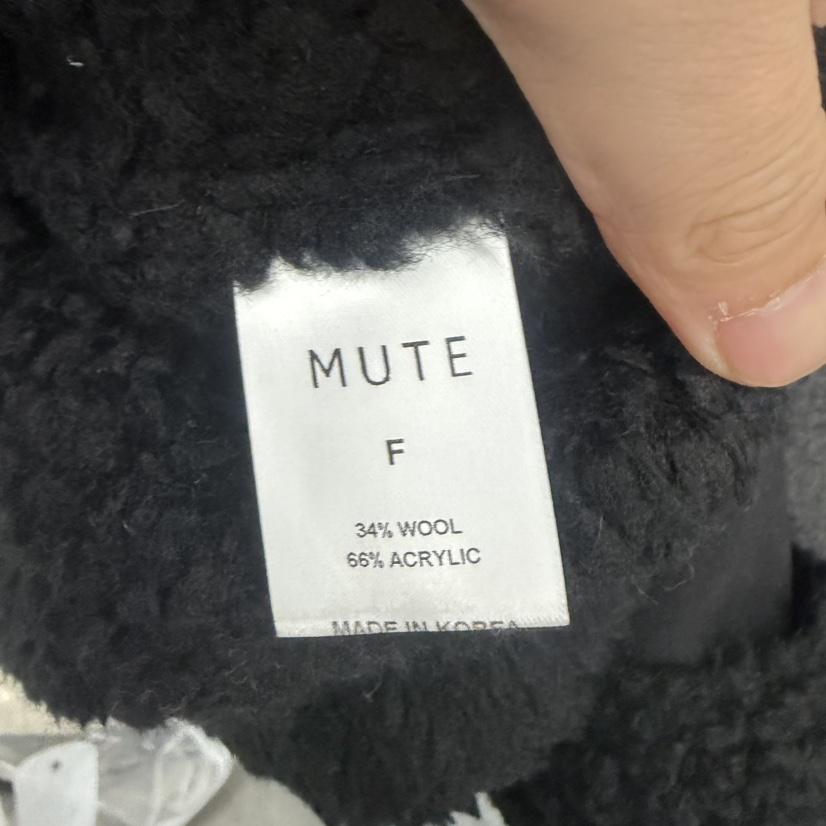 MUTE
F
34% WOOL
66% ACRYLIC
MADE IN KOREA